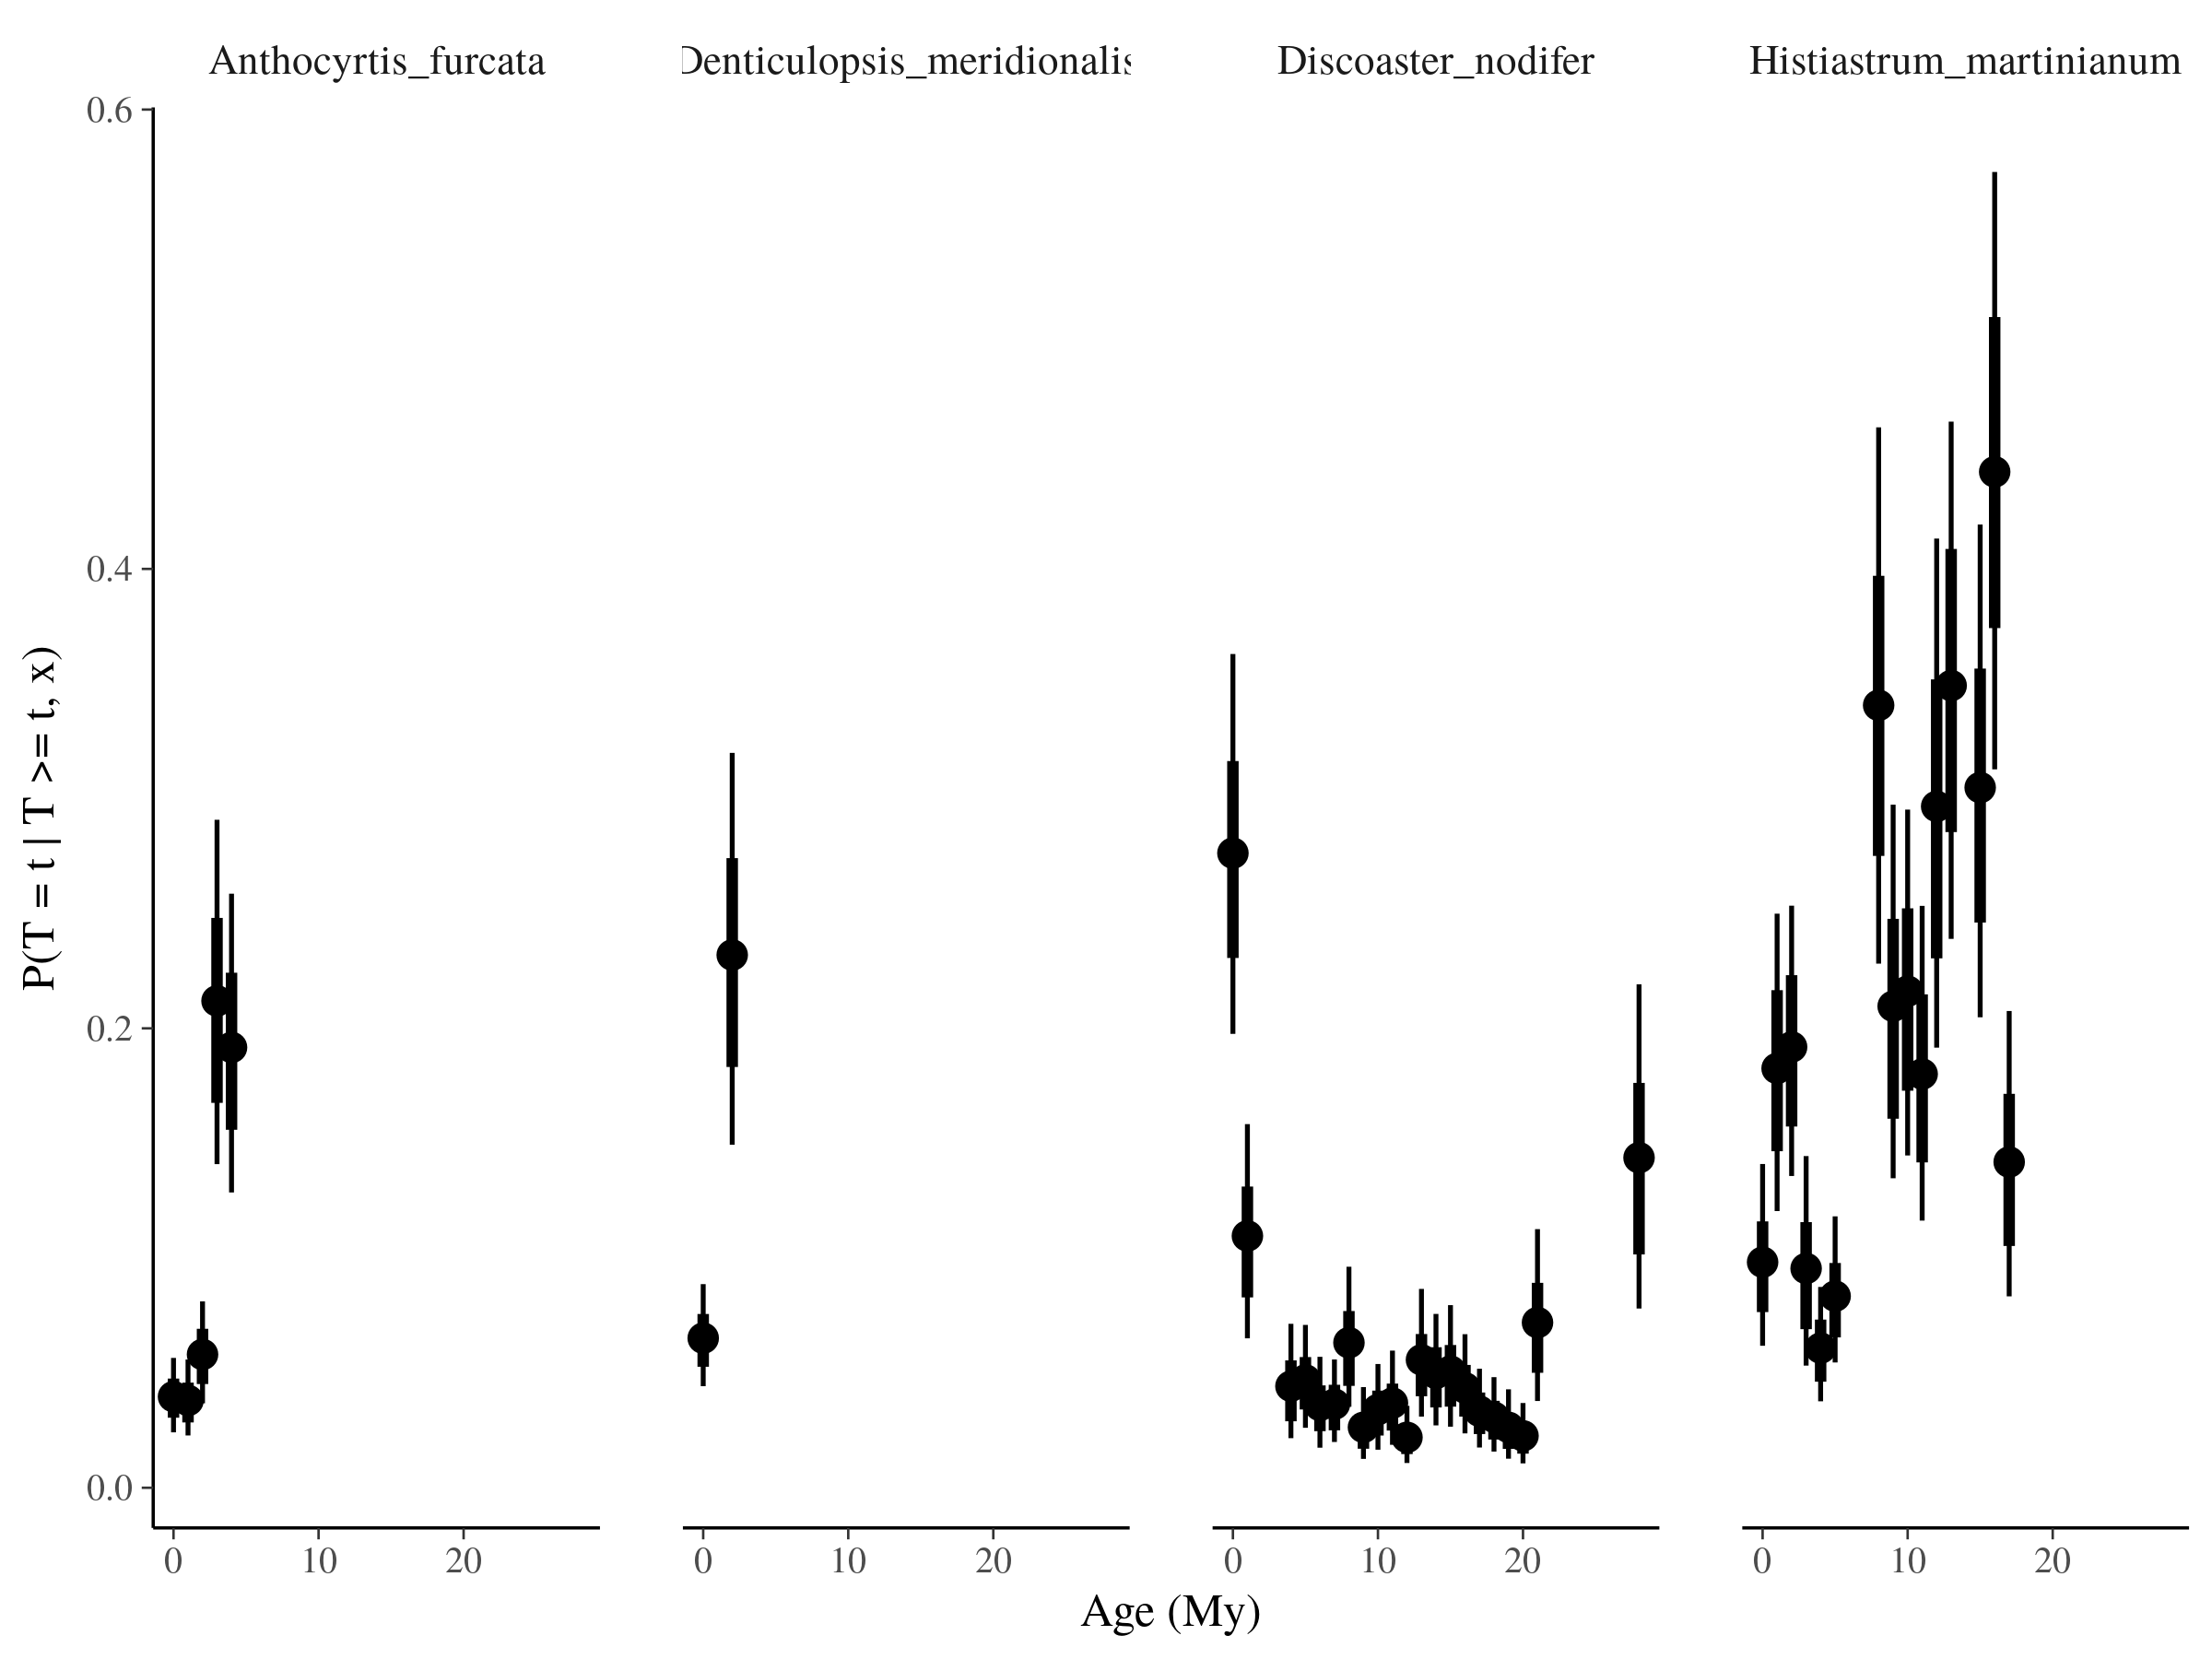 Anthocyrtis_furcata Denticulopsis_meridionalis Discoaster_nodifer Histiastrum_martinianum
0.6
0.4
0.2
0.0
P(T = t | T >= t, x)
0 10 20 0 10 20 0 10 20 0 10 20
Age (My)